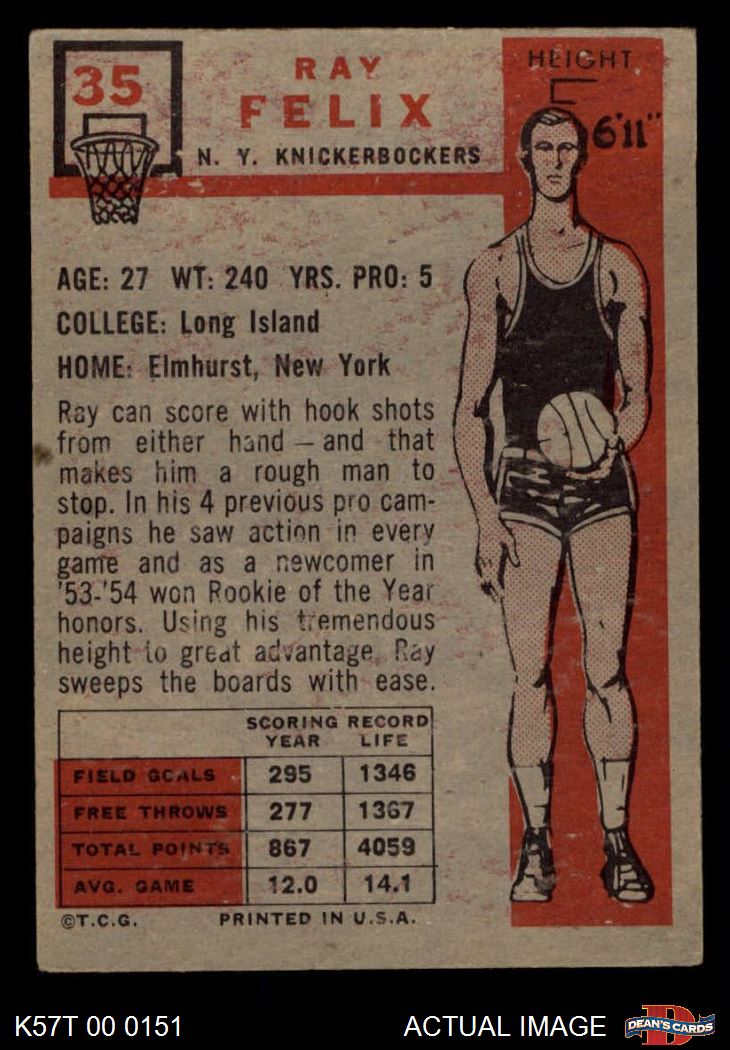 35
RAY
FELIX
N. Y. KNICKERBOCKERS
HEIGHT
6'11"
AGE: 27 WT: 240 YRS. PRO: 5
COLLEGE: Long Island
HOME: Elmhurst, New York
Ray can score with hook shots
from either hand — and that
makes him a rough man to
stop. In his 4 previous pro cam-
paigns he saw action in every
game and as a newcomer in
'53-'54 won Rookie of the Year
honors. Using his tremendous
height to great advantage, Ray
sweeps the boards with ease.
SCORING RECORD
YEAR LIFE
FIELD GOALS 295 1346
FREE THROWS 277 1367
TOTAL POINTS 867 4059
AVG. GAME 12.0 14.1
©T.C.G. PRINTED IN U.S.A.
K57T 00 0151 ACTUAL IMAGE
D
DEAN'S CARDS